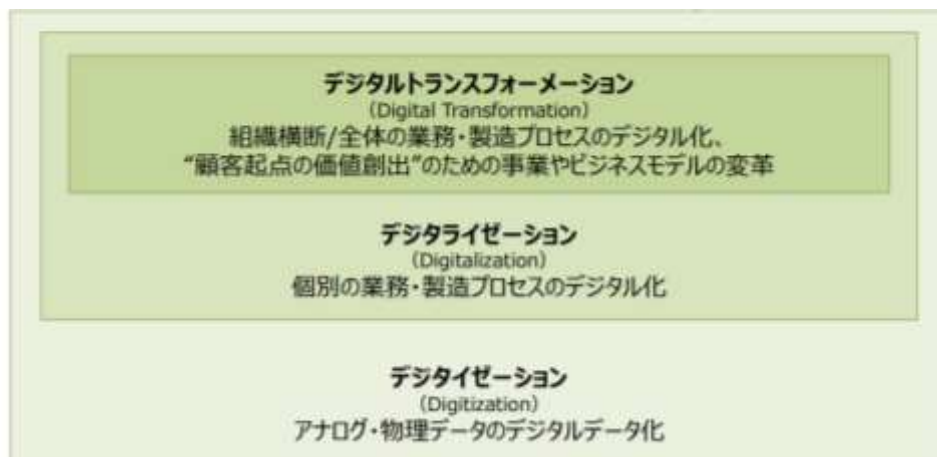 デジタルトランスフォーメーション
（Digital Transformation）
組織横断/全体の業務・製造プロセスのデジタル化、
“顧客起点の価値創出”のための事業やビジネスモデルの変革
デジタライゼーション
（Digitalization）
個別の業務・製造プロセスのデジタル化
デジタイゼーション
（Digitization）
アナログ・物理データのデジタルデータ化